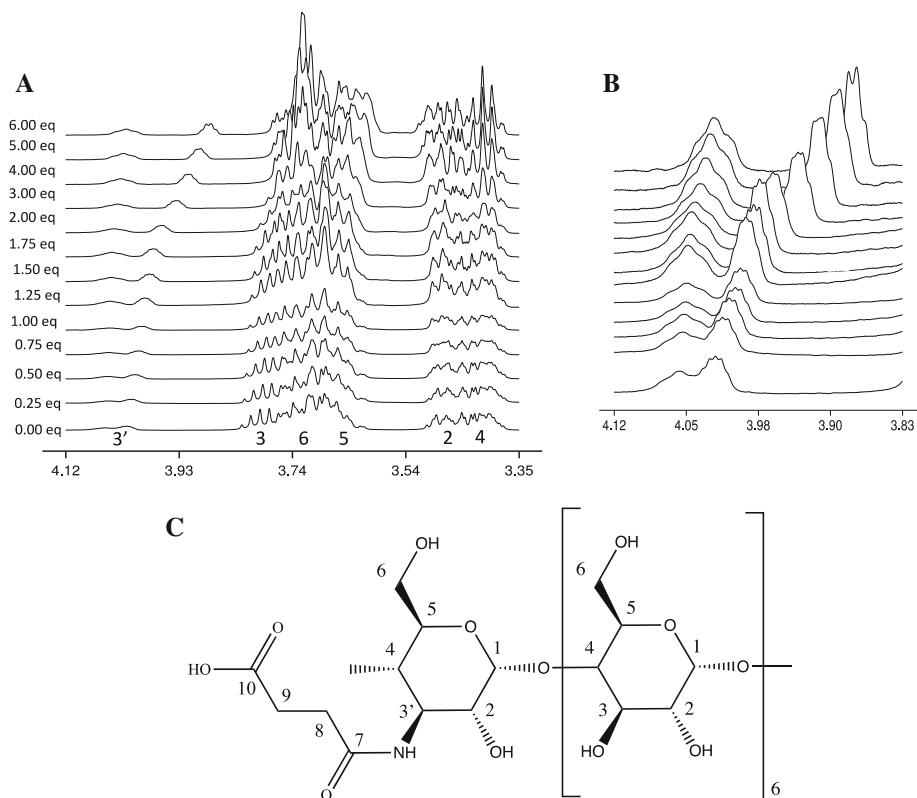 A
6.00 eq
5.00 eq
4.00 eq
3.00 eq
2.00 eq
1.75 eq
1.50 eq
1.25 eq
1.00 eq
0.75 eq
0.50 eq
0.25 eq
0.00 eq
3' 3 6 5 2 4
4.12 3.93 3.74 3.54 3.35
B
4.12 4.05 3.98 3.90 3.83
C
OH
OH
6
6
5
O
5
O
4
1
4
1
O
HO
O
O
10
9
3'
2
3
2
8
7
NH
OH
HO
OH
O
6